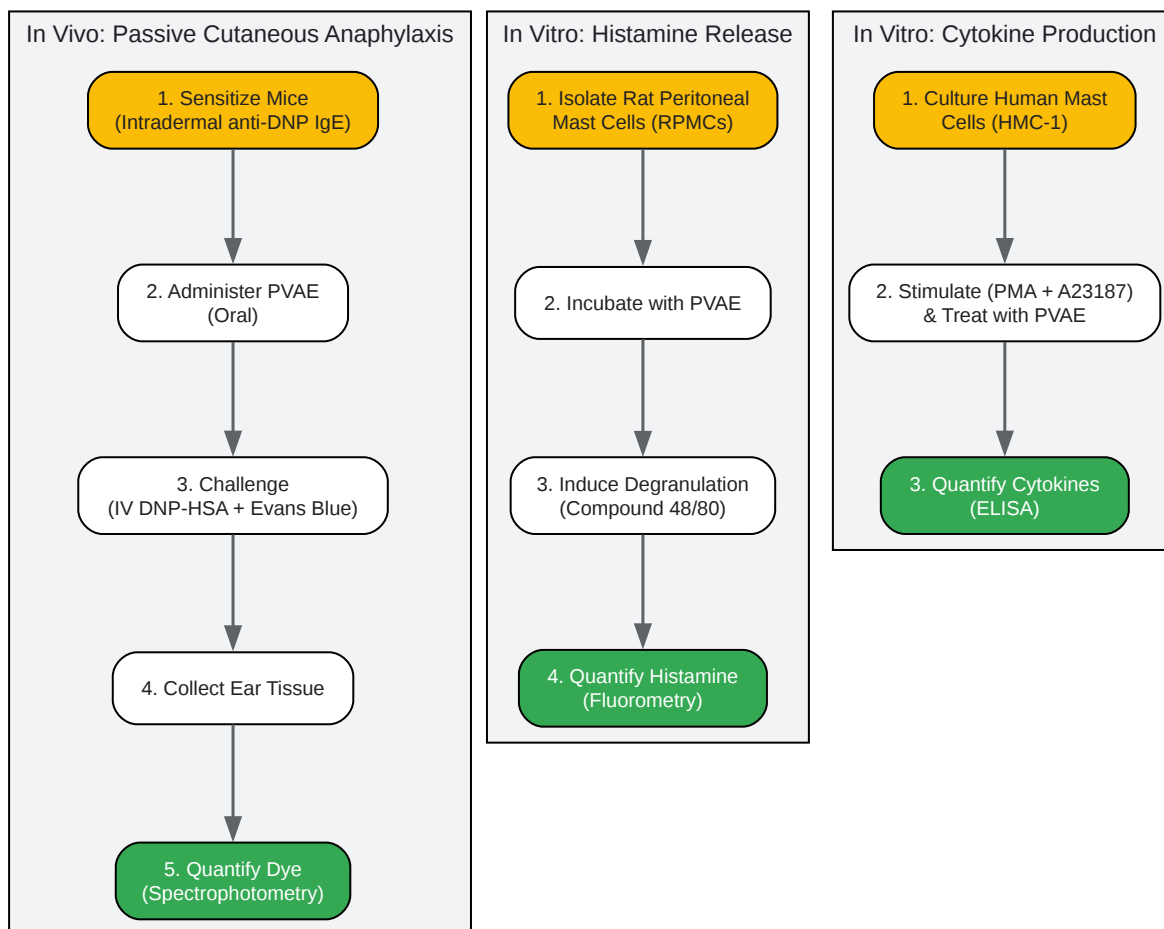 In Vivo: Passive Cutaneous Anaphylaxis
1. Sensitize Mice
(Intradermal anti-DNP IgE)
2. Administer PVAE
(Oral)
3. Challenge
(IV DNP-HSA + Evans Blue)
4. Collect Ear Tissue
5. Quantify Dye
(Spectrophotometry)
In Vitro: Histamine Release
1. Isolate Rat Peritoneal
Mast Cells (RPMCs)
2. Incubate with PVAE
3. Induce Degranulation
(Compound 48/80)
4. Quantify Histamine
(Fluorometry)
In Vitro: Cytokine Production
1. Culture Human Mast
Cells (HMC-1)
2. Stimulate (PMA + A23187)
& Treat with PVAE
3. Quantify Cytokines
(ELISA)